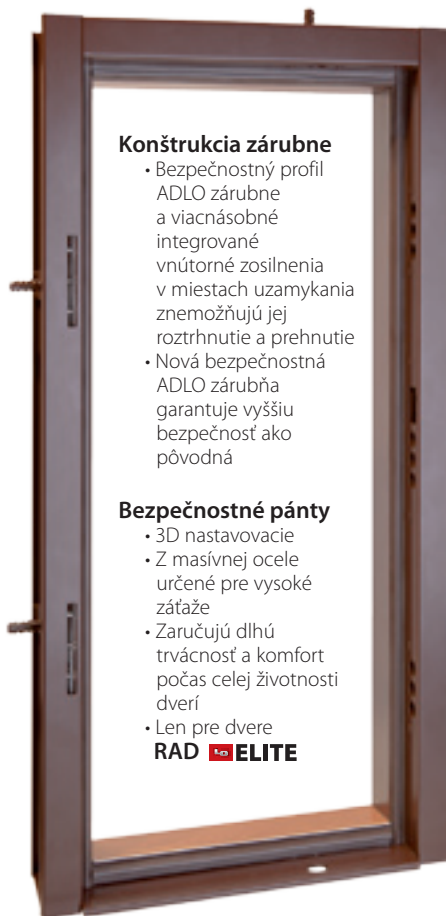 Konštrukcia zárubne
• Bezpečnostný profil
ADLO zárubne
a viacnásobné
integrované
vnútorné zosilnenia
v miestach uzamykania
znemožňujú jej
roztrhnutie a prehnutie
• Nová bezpečnostná
ADLO zárubňa
garantuje vyššiu
bezpečnosť ako
pôvodná
Bezpečnostné pánty
• 3D nastavovacie
• Z masívnej ocele
určené pre vysoké
záťaže
• Zaručujú dlhú
trvácnosť a komfort
počas celej životnosti
dverí
• Len pre dvere
RAD ELITE